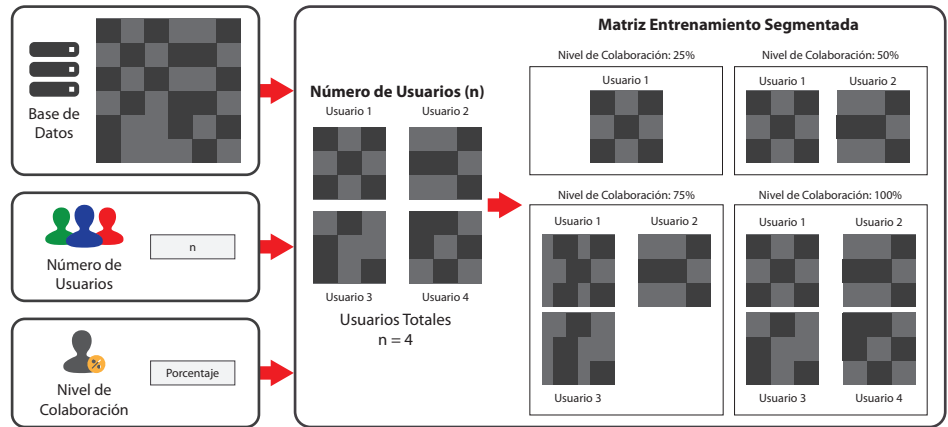 Base de
Datos
n
Número de
Usuarios
Porcentaje
Nivel de
Colaboración
Número de Usuarios (n)
Usuario 1
Usuario 2
Usuario 3
Usuario 4
Usuarios Totales
n = 4
Matriz Entrenamiento Segmentada
Nivel de Colaboración: 25%
Usuario 1
Nivel de Colaboración: 50%
Usuario 1
Usuario 2
Nivel de Colaboración: 75%
Usuario 1
Usuario 2
Usuario 3
Nivel de Colaboración: 100%
Usuario 1
Usuario 2
Usuario 3
Usuario 4